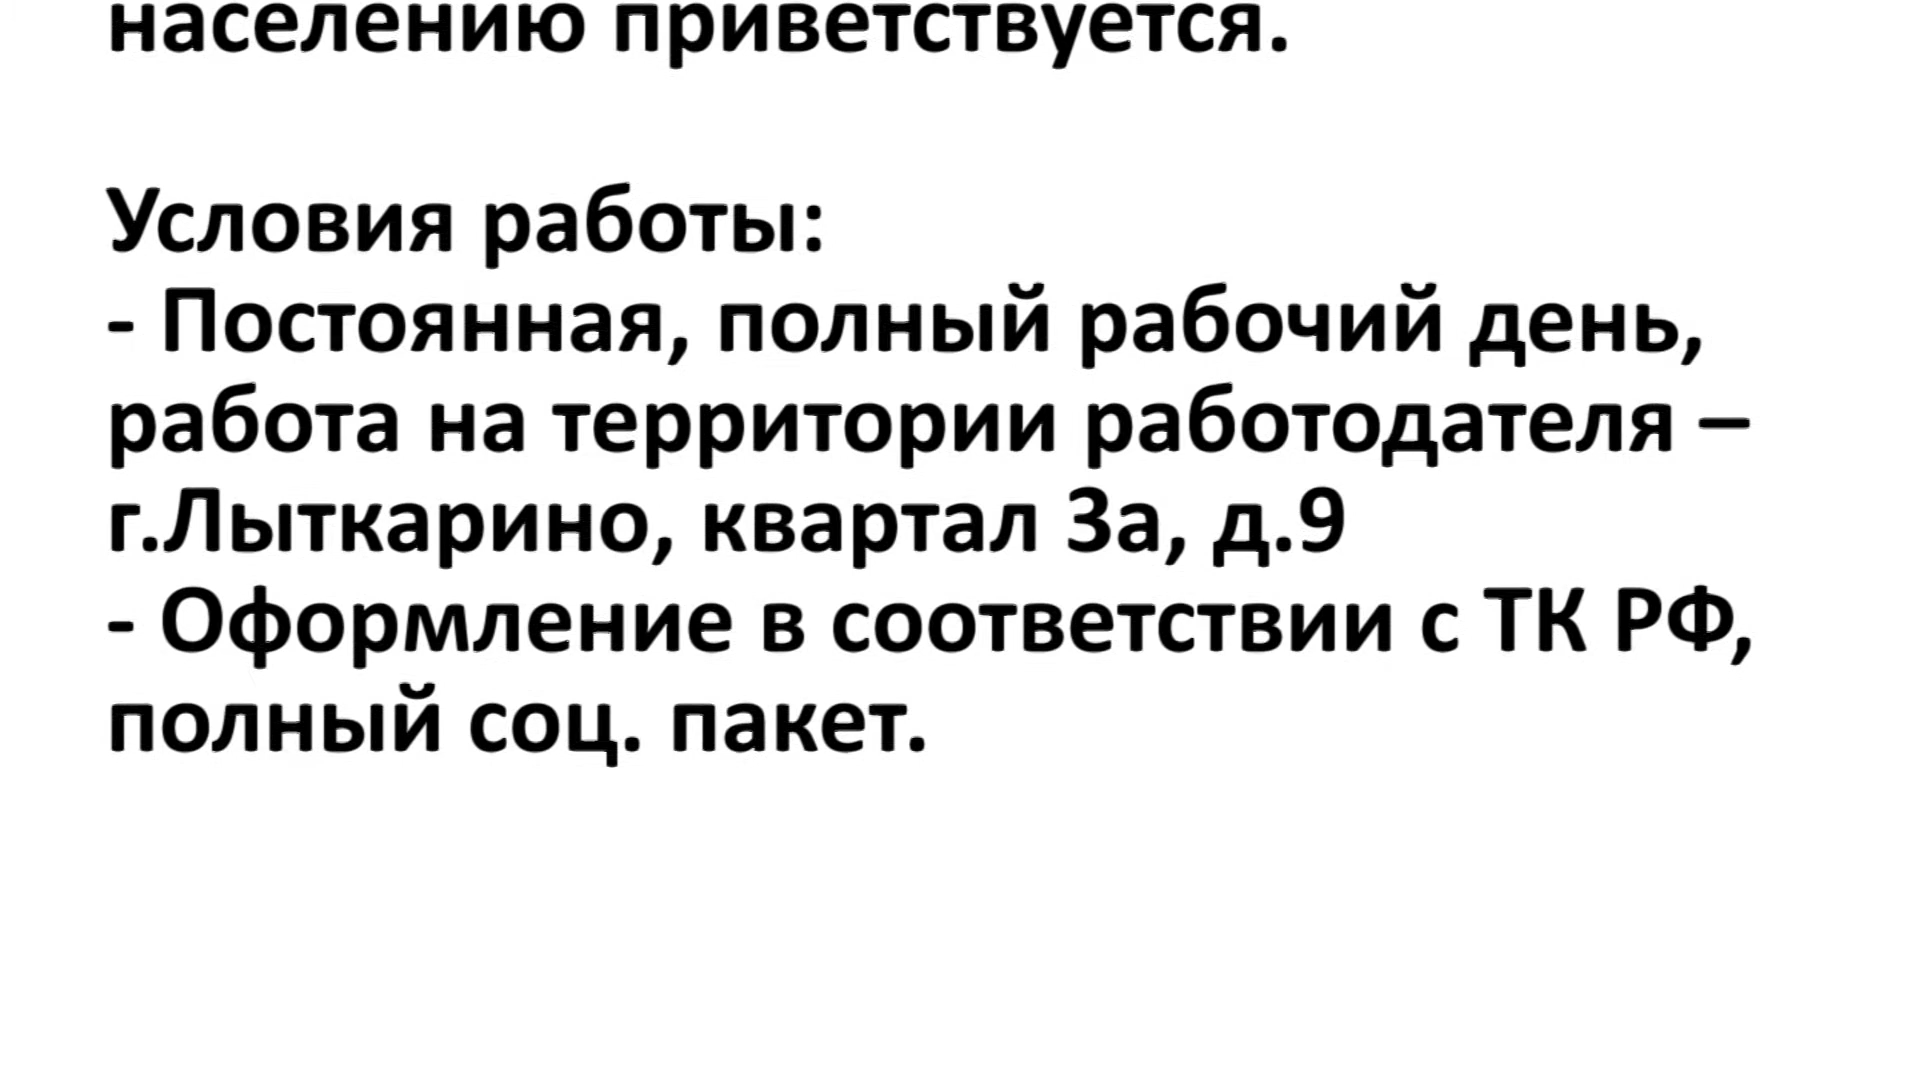 населению приветствуется.
Условия работы:
- Постоянная, полный рабочий день,
работа на территории работодателя –
г.Лыткарино, квартал 3а, д.9
- Оформление в соответствии с ТК РФ,
полный соц. пакет.